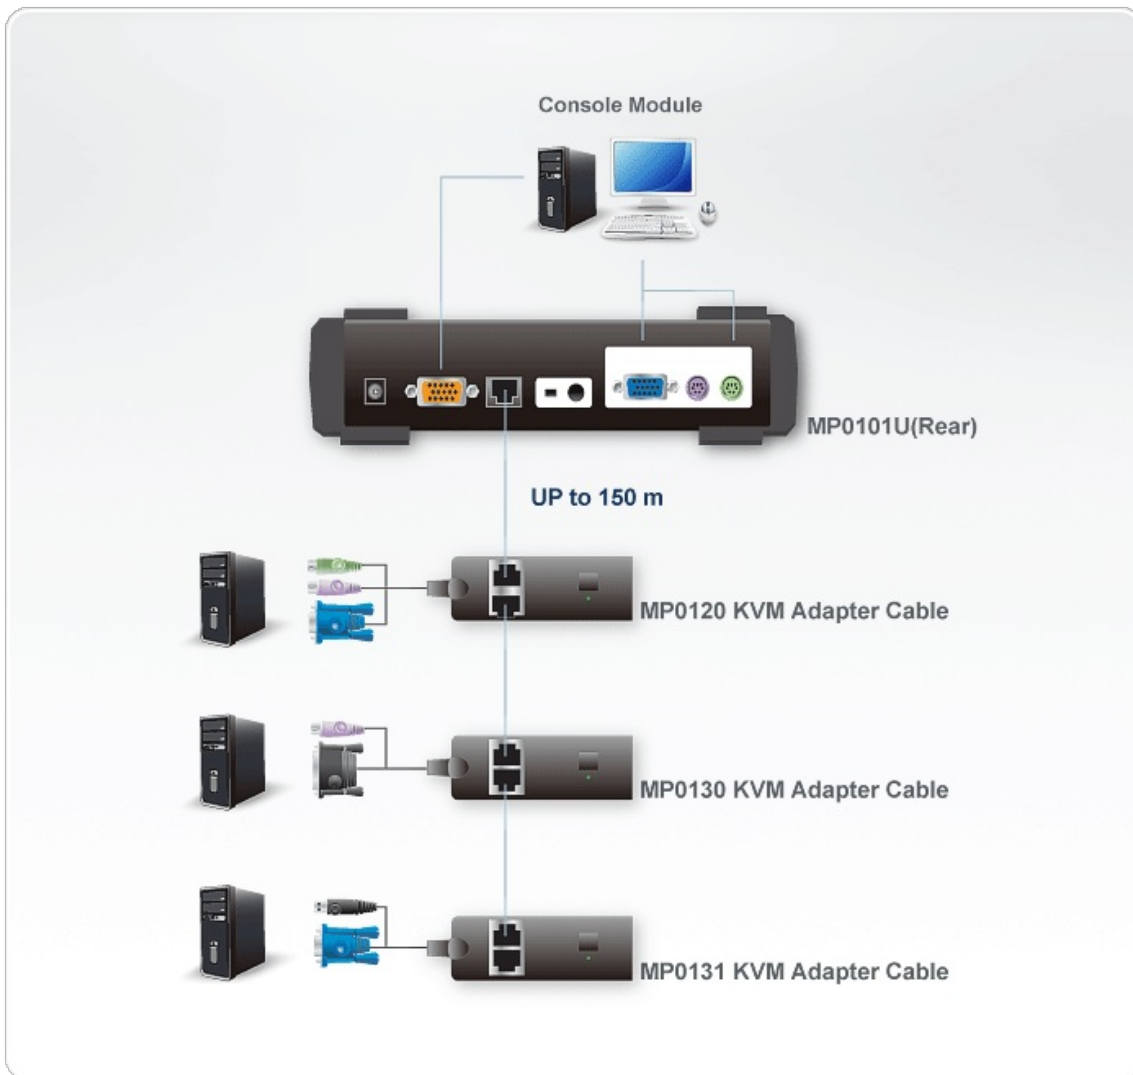 Console Module
MP0101U(Rear)
UP to 150 m
MP0120 KVM Adapter Cable
MP0130 KVM Adapter Cable
MP0131 KVM Adapter Cable